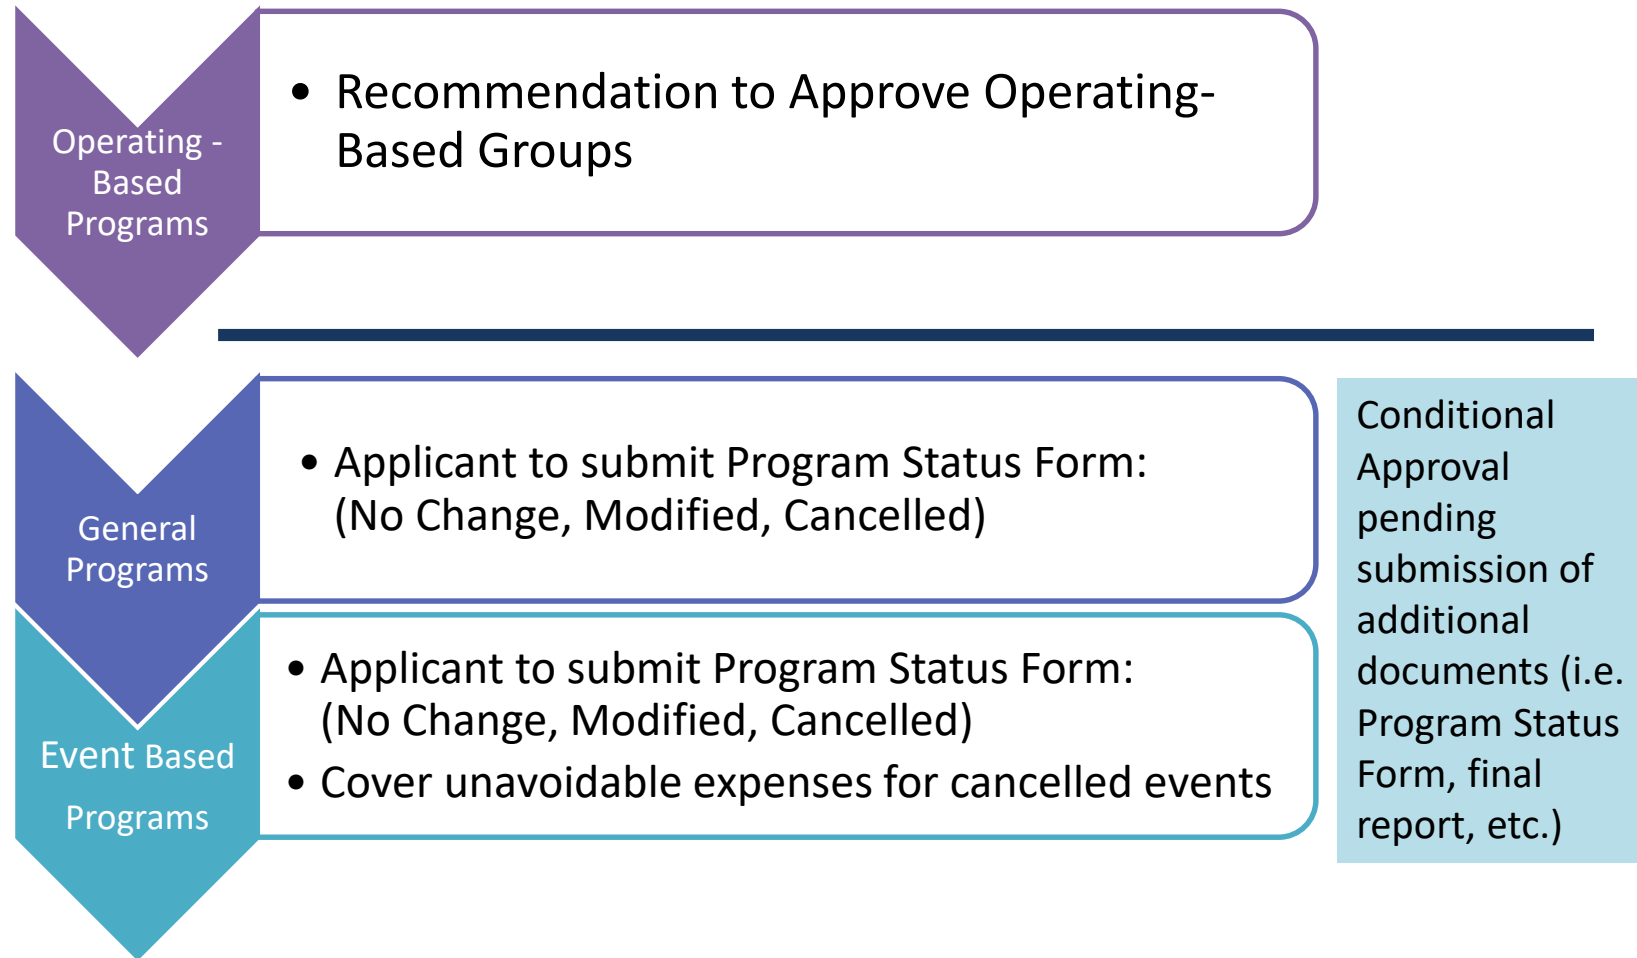 Operating -
Based
Programs
• Recommendation to Approve Operating-
Based Groups
General
Programs
• Applicant to submit Program Status Form:
(No Change, Modified, Cancelled)
Event Based
Programs
• Applicant to submit Program Status Form:
(No Change, Modified, Cancelled)
• Cover unavoidable expenses for cancelled events
Conditional
Approval
pending
submission of
additional
documents (i.e.
Program Status
Form, final
report, etc.)